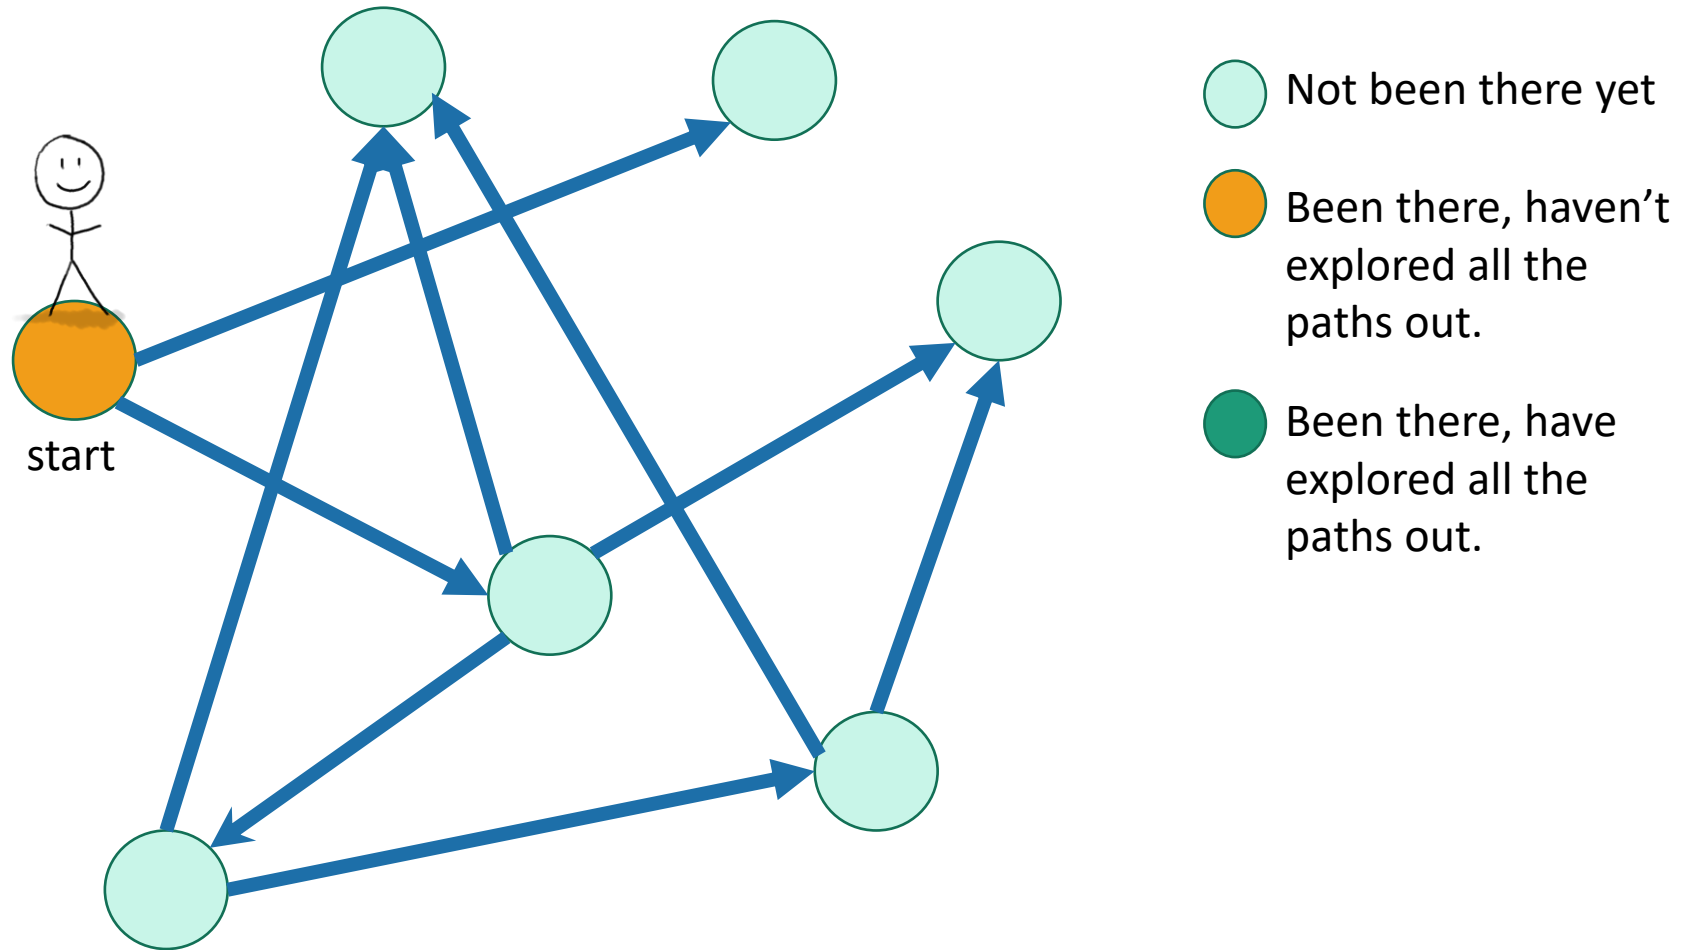 start
Not been there yet
Been there, haven’t
explored all the
paths out.
Been there, have
explored all the
paths out.